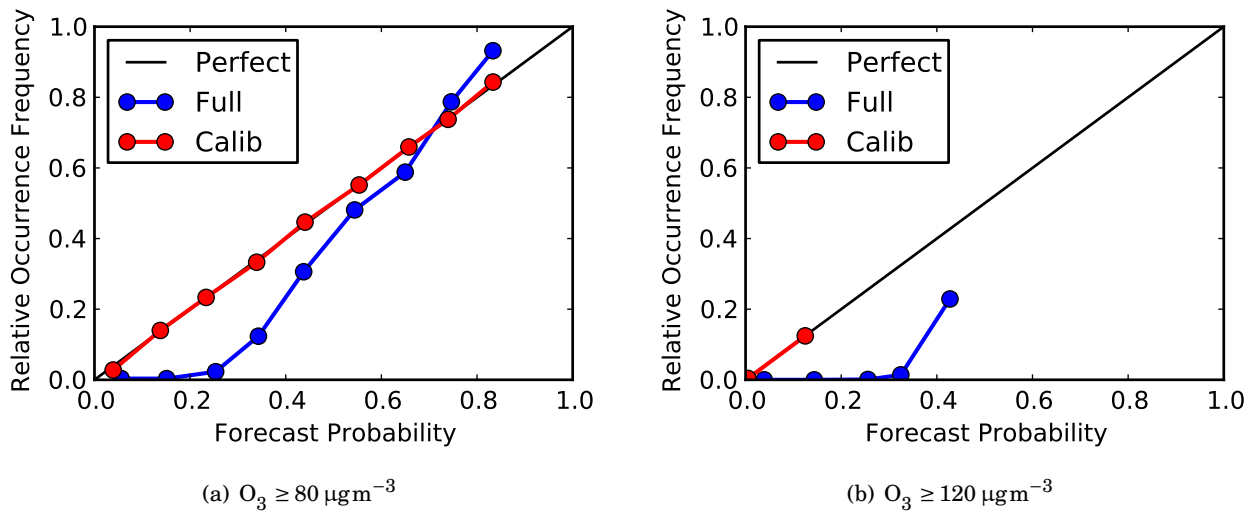 Relative Occurrence Frequency
1.0
0.8
0.6
0.4
0.2
0.0
Perfect
Full
Calib
0.0 0.2 0.4 0.6 0.8 1.0
Forecast Probability
(a) O₃ ≥ 80 μgm⁻³
Relative Occurrence Frequency
1.0
0.8
0.6
0.4
0.2
0.0
Perfect
Full
Calib
0.0 0.2 0.4 0.6 0.8 1.0
Forecast Probability
(b) O₃ ≥ 120 μgm⁻³